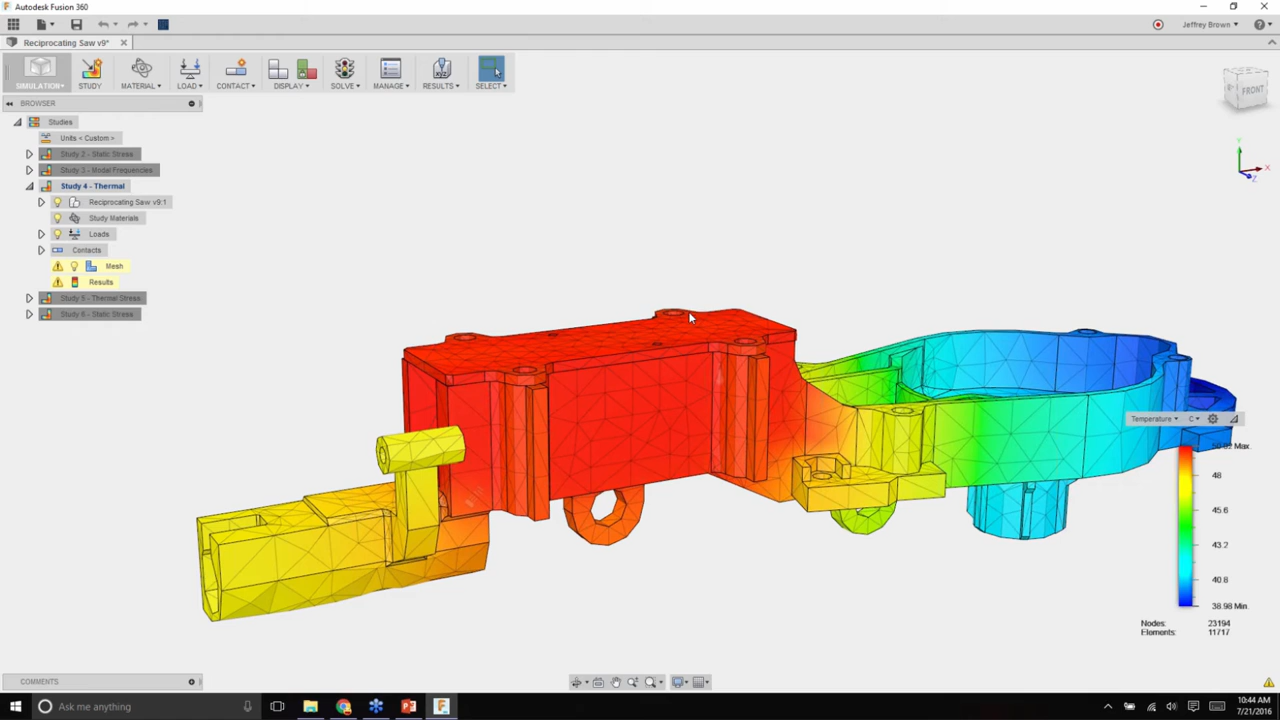 Autodesk Fusion 360
Jeffrey Brown
Reciprocating Saw v9*
SIMULATION
STUDY
MATERIAL
LOAD
CONTACT
DISPLAY
SOLVE
MANAGE
RESULTS
SELECT
FRONT
BROWSER
Studies
Units < Custom >
Study 2 - Static Stress
Study 3 - Modal Frequencies
Study 4 - Thermal
Reciprocating Saw v9:1
Study Materials
Loads
Contacts
Mesh
Results
Study 5 - Thermal Stress
Study 6 - Static Stress
Y
X
Z
Temperature
C
Max.
48
45.6
43.2
40.8
38.98 Min.
Nodes: 23194
Elements: 11717
COMMENTS
Ask me anything
10:44 AM
7/21/2016